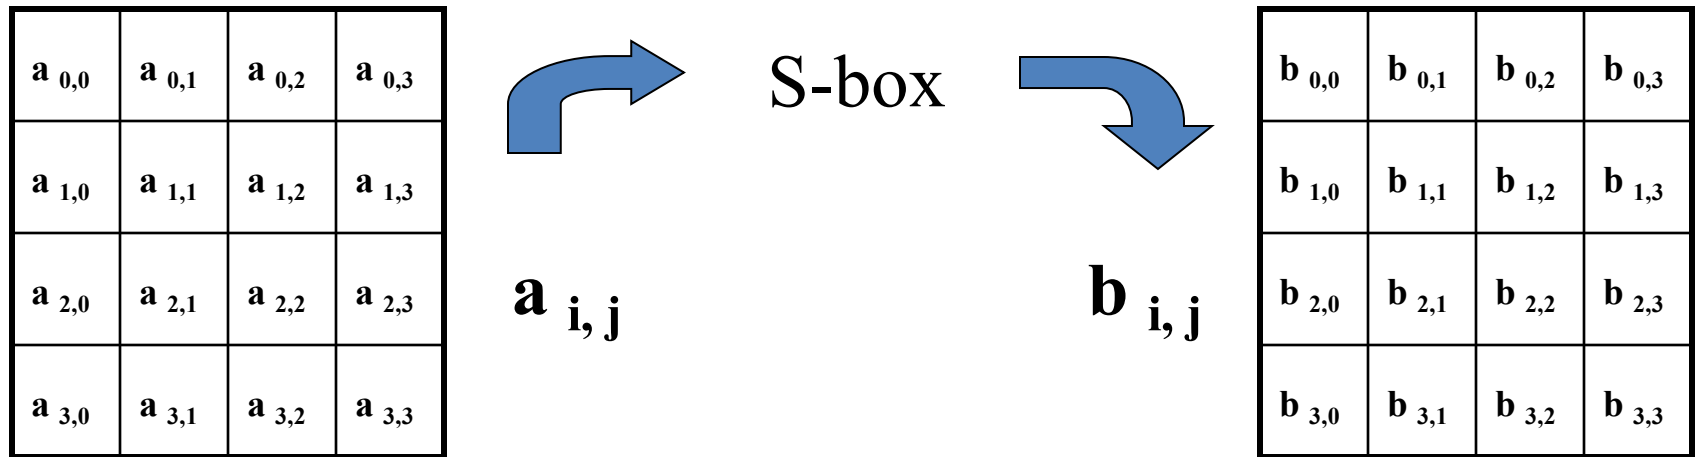 a 0,0 a 0,1 a 0,2 a 0,3
a 1,0 a 1,1 a 1,2 a 1,3
a 2,0 a 2,1 a 2,2 a 2,3
a 3,0 a 3,1 a 3,2 a 3,3
S-box
a i, j
b i, j
b 0,0 b 0,1 b 0,2 b 0,3
b 1,0 b 1,1 b 1,2 b 1,3
b 2,0 b 2,1 b 2,2 b 2,3
b 3,0 b 3,1 b 3,2 b 3,3